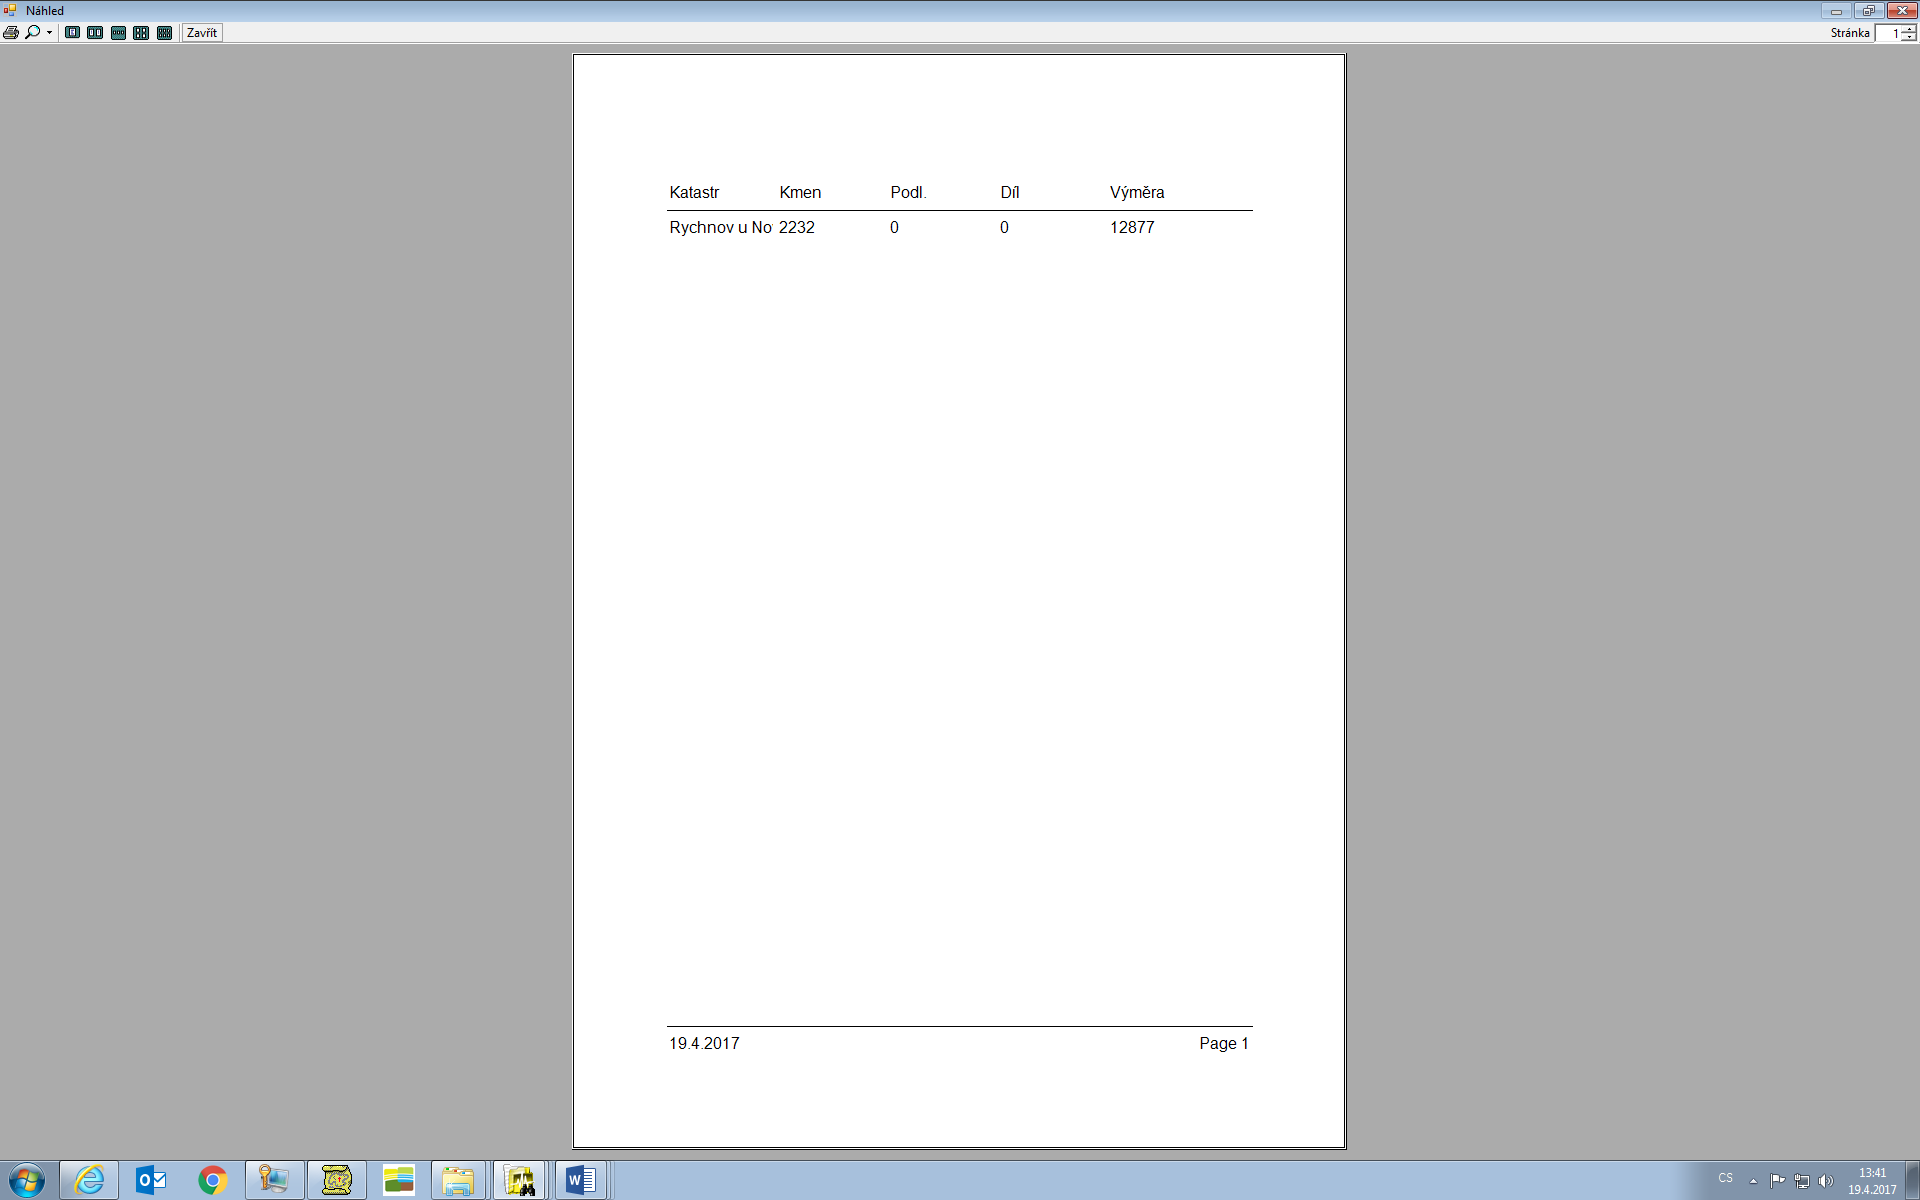 Náhled
Zavřít Stránka 1
Katastr Kmen Podl. Díl Výměra
Rychnov u No 2232 0 0 12877
19.4.2017 Page 1
CS 13:41
19.4.2017